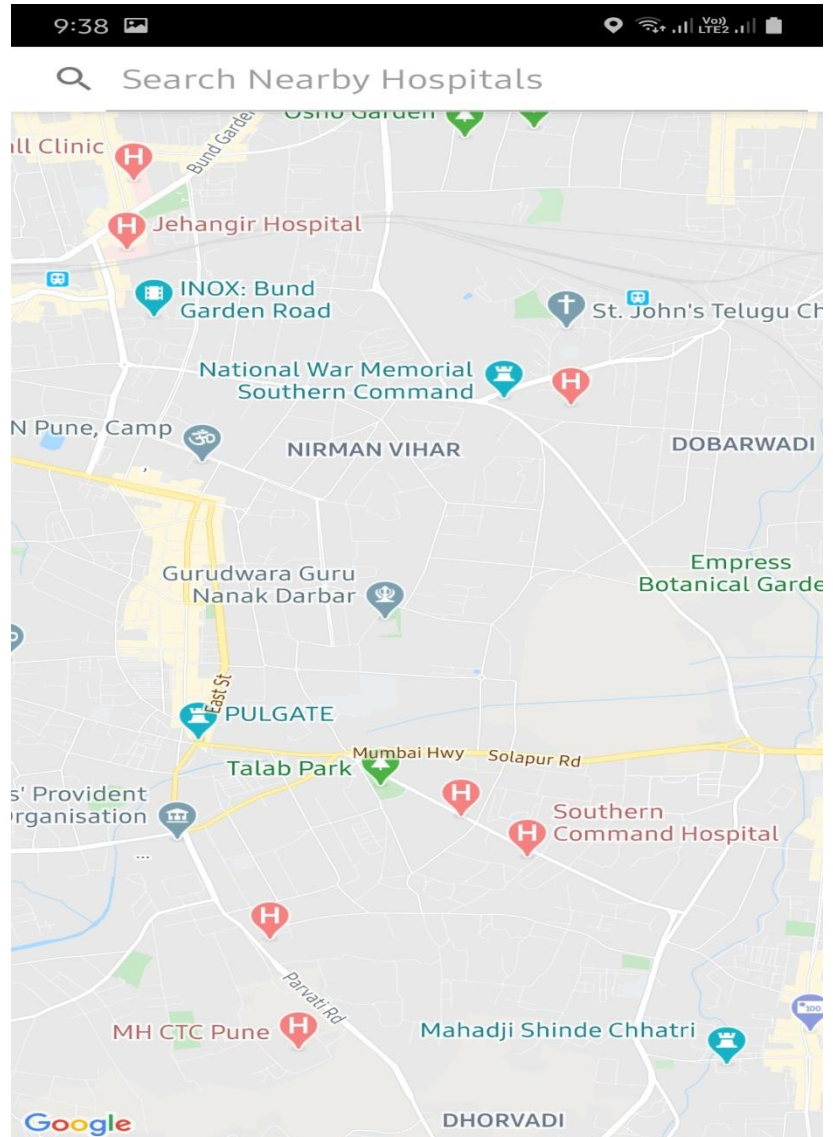 9:38
Vo))
LTE2
Search Nearby Hospitals
Osho Garden
ll Clinic
H
Bund Garden
H
Jehangir Hospital
INOX: Bund
Garden Road
St. John's Telugu Ch
National War Memorial
Southern Command
H
N Pune, Camp
ॐ
NIRMAN VIHAR
DOBARWADI
Empress
Botanical Garde
Gurudwara Guru
Nanak Darbar
East St
PULGATE
Mumbai Hwy
Solapur Rd
Talab Park
H
s' Provident
rganisation
Southern
Command Hospital
H
...
H
Parvati Rd
100
MH CTC Pune
H
Mahadji Shinde Chhatri
DHORVADI
Google